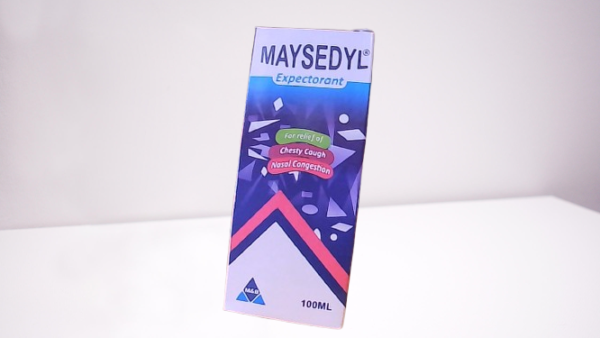 MAYSEDYL®
Expectorant
For relief of
Chesty Cough
Nasal Congestion
M&B
100ML